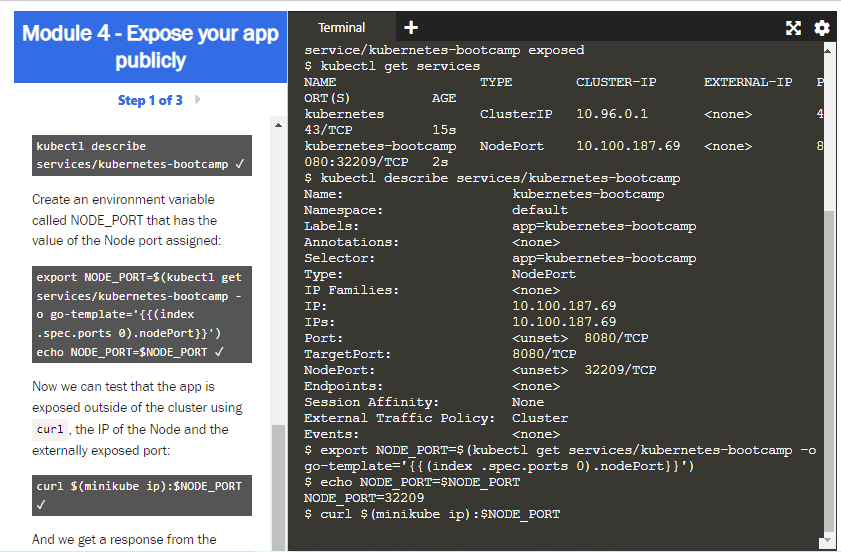 Module 4 - Expose your app
publicly
Step 1 of 3
kubectl describe
services/kubernetes-bootcamp ✓
Create an environment variable
called NODE_PORT that has the
value of the Node port assigned:
export NODE_PORT=$(kubectl get
services/kubernetes-bootcamp -
o go-template='{{(index
.spec.ports 0).nodePort}}')
echo NODE_PORT=$NODE_PORT ✓
Now we can test that the app is
exposed outside of the cluster using
curl , the IP of the Node and the
externally exposed port:
curl $(minikube ip):$NODE_PORT
✓
And we get a response from the
Terminal +
service/kubernetes-bootcamp exposed
$ kubectl get services
NAME TYPE CLUSTER-IP EXTERNAL-IP P
ORT(S) AGE
kubernetes ClusterIP 10.96.0.1 <none> 4
43/TCP 15s
kubernetes-bootcamp NodePort 10.100.187.69 <none> 8
080:32209/TCP 2s
$ kubectl describe services/kubernetes-bootcamp
Name: kubernetes-bootcamp
Namespace: default
Labels: app=kubernetes-bootcamp
Annotations: <none>
Selector: app=kubernetes-bootcamp
Type: NodePort
IP Families: <none>
IP: 10.100.187.69
IPs: 10.100.187.69
Port: <unset> 8080/TCP
TargetPort: 8080/TCP
NodePort: <unset> 32209/TCP
Endpoints: <none>
Session Affinity: None
External Traffic Policy: Cluster
Events: <none>
$ export NODE_PORT=$(kubectl get services/kubernetes-bootcamp -o
go-template='{{(index .spec.ports 0).nodePort}}')
$ echo NODE_PORT=$NODE_PORT
NODE_PORT=32209
$ curl $(minikube ip):$NODE_PORT